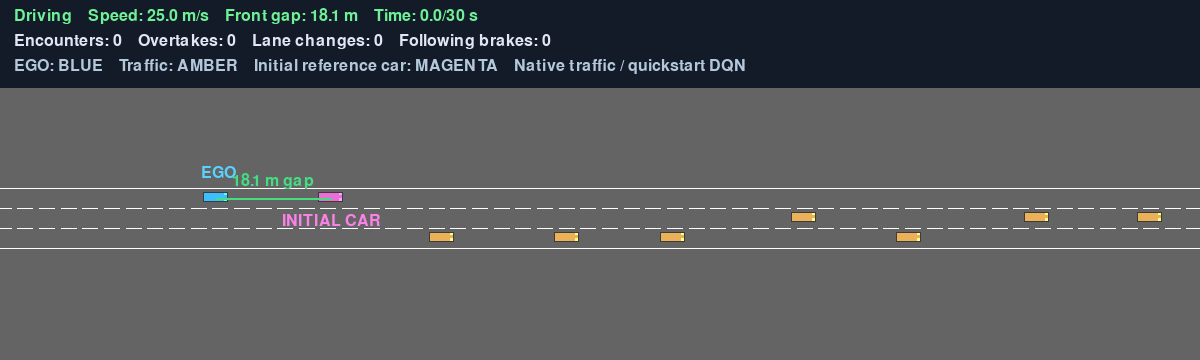 Driving Speed: 25.0 m/s Front gap: 18.1 m Time: 0.0/30 s
Encounters: 0 Overtakes: 0 Lane changes: 0 Following brakes: 0
EGO: BLUE Traffic: AMBER Initial reference car: MAGENTA Native traffic / quickstart DQN
EGO
18.1 m gap
INITIAL CAR